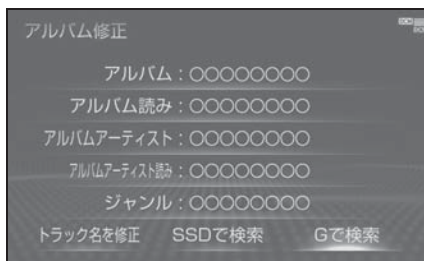 アルバム修正
アルバム：○○○○○○○○
アルバム読み：○○○○○○○○
アルバムアーティスト：○○○○○○○○
アルバムアーティスト読み：○○○○○○○○
ジャンル：○○○○○○○○
トラック名を修正 SSDで検索 Gで検索